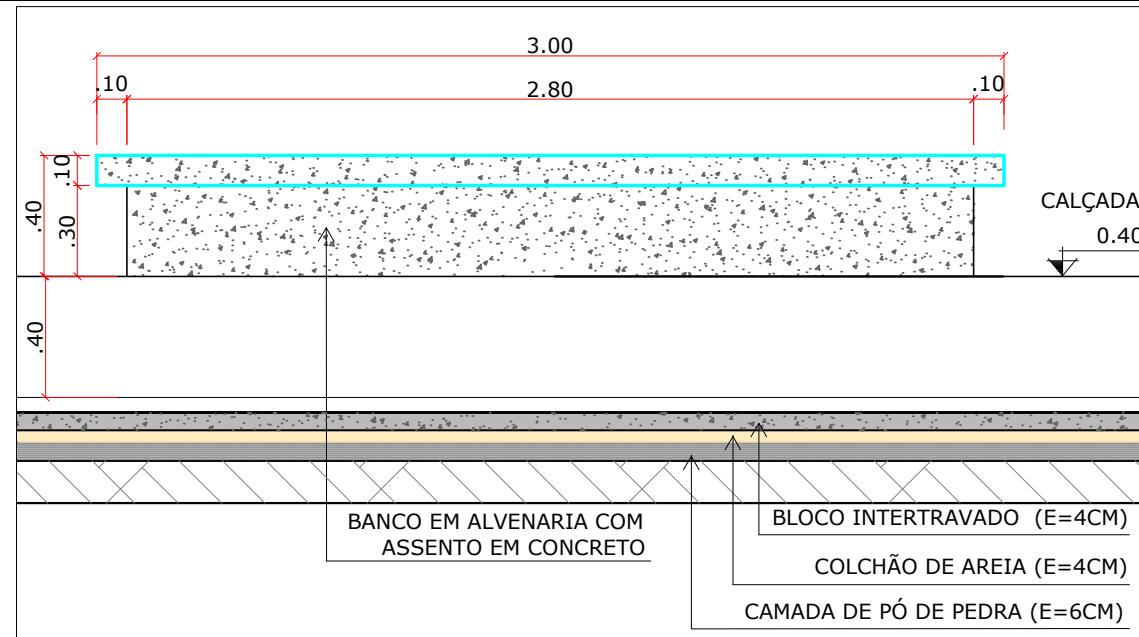 3.00
.10
2.80
.10
.10
.40
.30
CALÇADA
0.40
.40
BANCO EM ALVENARIA COM
ASSENTO EM CONCRETO
BLOCO INTERTRAVADO (E=4CM)
COLCHÃO DE AREIA (E=4CM)
CAMADA DE PÓ DE PEDRA (E=6CM)